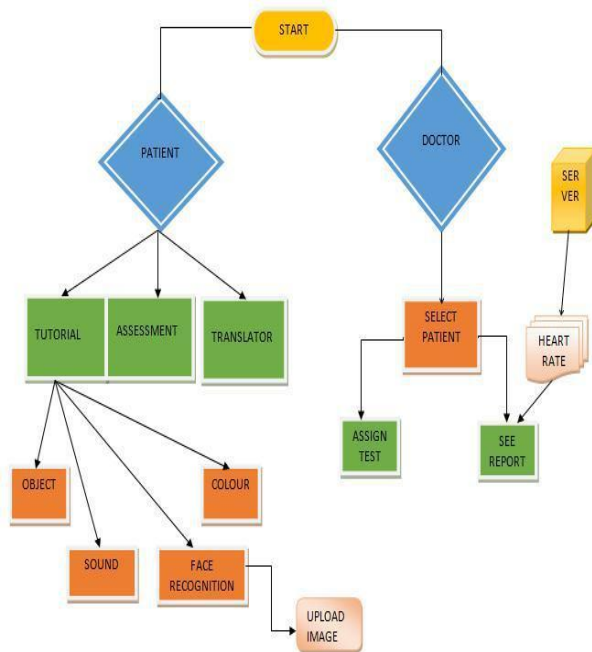 START
PATIENT
DOCTOR
SER
VER
TUTORIAL
ASSESSMENT
TRANSLATOR
SELECT
PATIENT
HEART
RATE
ASSIGN
TEST
SEE
REPORT
OBJECT
COLOUR
SOUND
FACE
RECOGNITION
UPLOAD
IMAGE